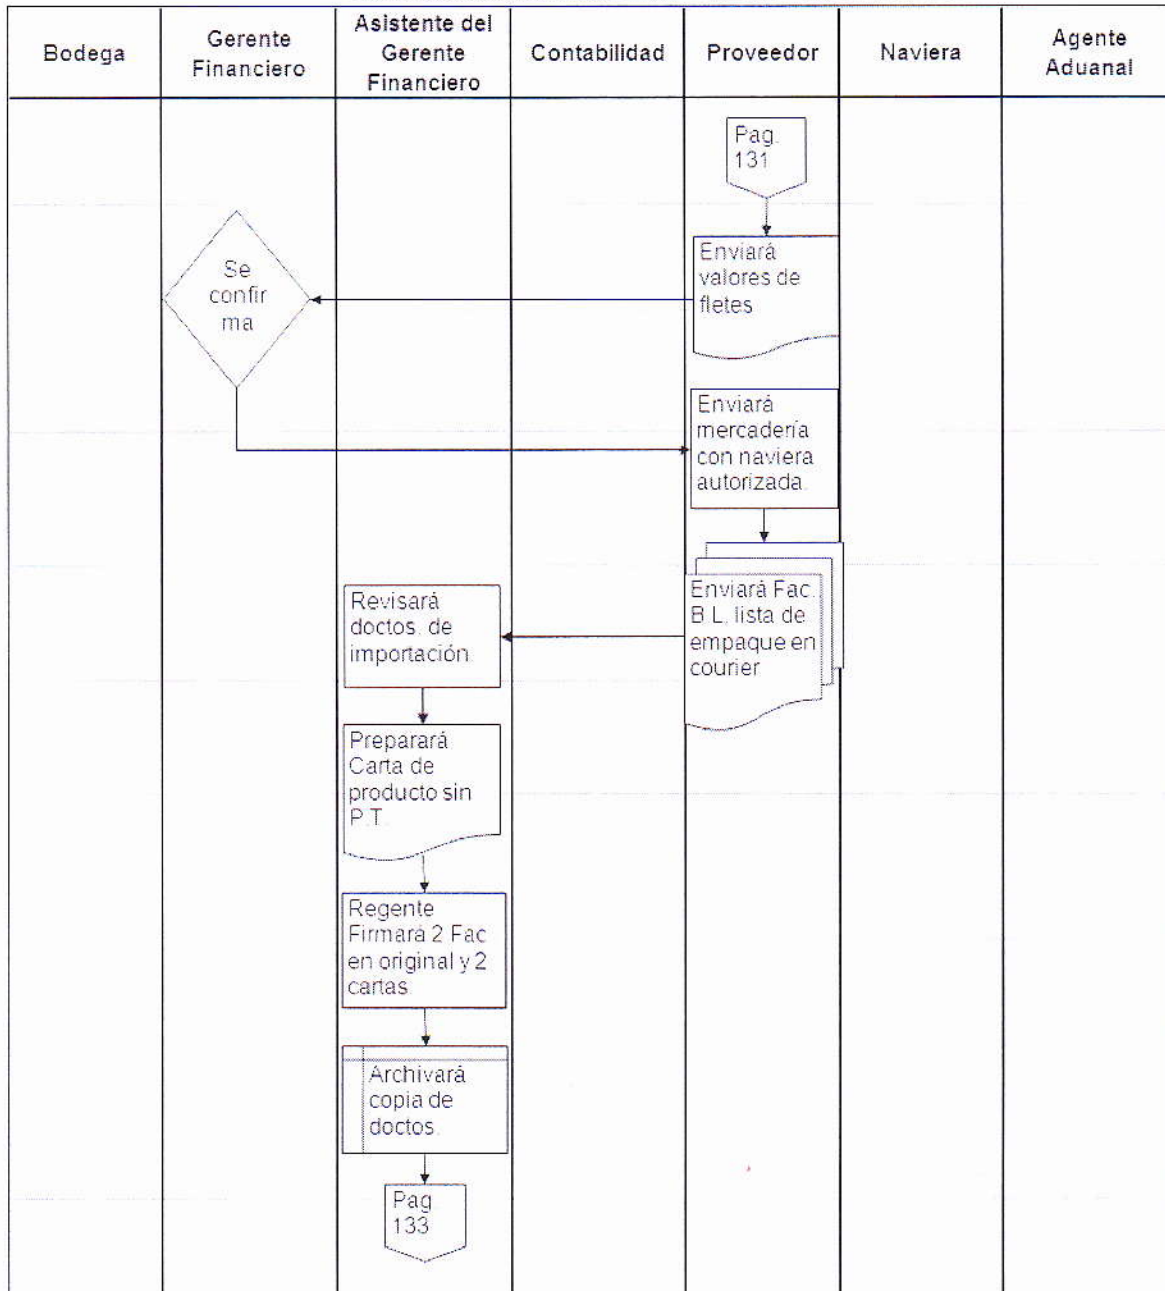 Bodega
Gerente
Financiero
Asistente del
Gerente
Financiero
Contabilidad
Proveedor
Naviera
Agente
Aduanal
Pag.
131
Enviará
valores de
fletes
Se
confir
ma
Enviará
mercadería
con naviera
autorizada.
Enviará Fac.
B.L. lista de
empaque en
courier
Revisará
doctos. de
importación.
Preparará
Carta de
producto sin
P.T.
Regente
Firmará 2 Fac
en original y 2
cartas.
Archivará
copia de
doctos.
Pag
133